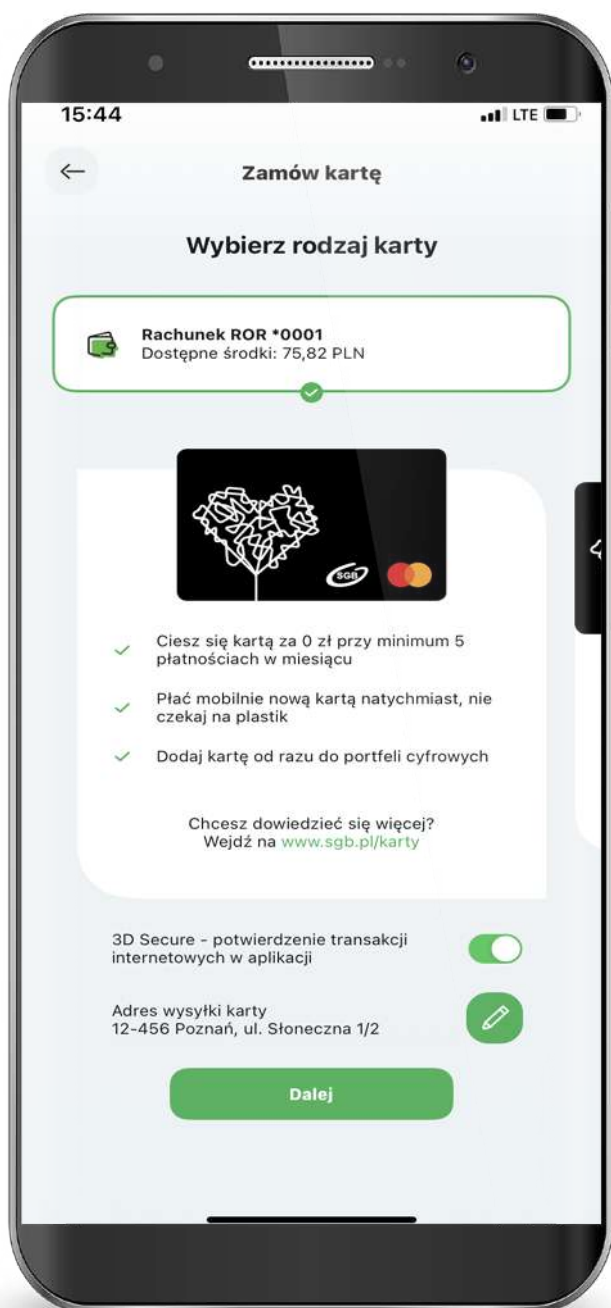 15:44
LTE
Zamów kartę
Wybierz rodzaj karty
Rachunek ROR *0001
Dostępne środki: 75,82 PLN
SGB
Ciesz się kartą za 0 zł przy minimum 5
płatnościach w miesiącu
Płać mobilnie nową kartą natychmiast, nie
czekaj na plastik
Dodaj kartę od razu do portfeli cyfrowych
Chcesz dowiedzieć się więcej?
Wejdź na www.sgb.pl/karty
3D Secure – potwierdzenie transakcji
internetowych w aplikacji
Adres wysyłki karty
12-456 Poznań, ul. Słoneczna 1/2
Dalej